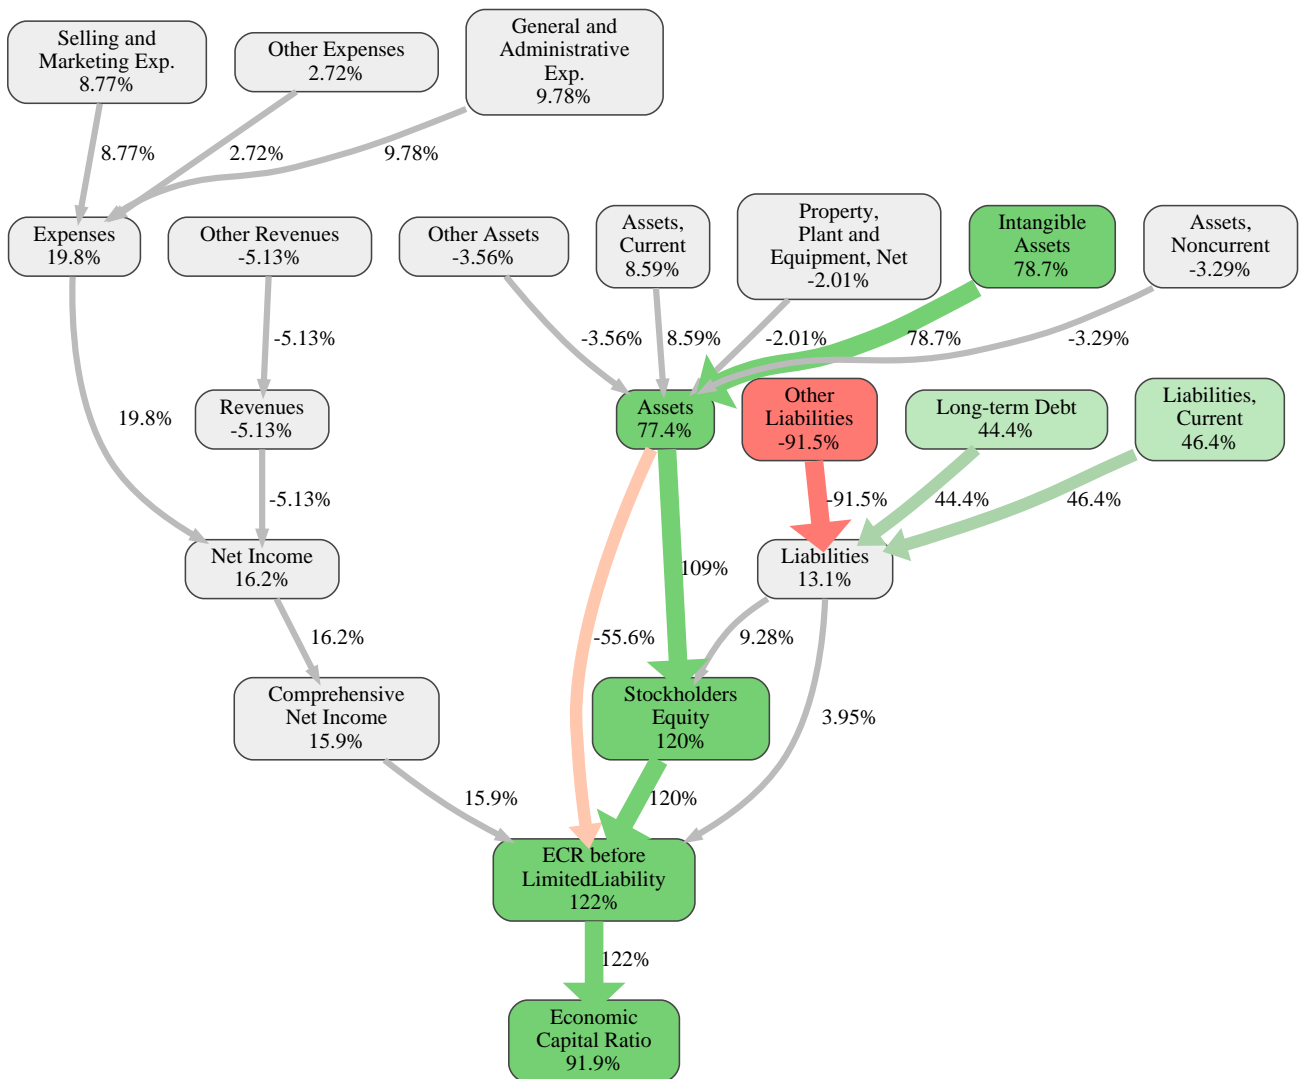 Selling and
Marketing Exp.
8.77%
Other Expenses
2.72%
General and
Administrative
Exp.
9.78%
8.77%
2.72%
9.78%
Expenses
19.8%
Other Revenues
-5.13%
Other Assets
-3.56%
Assets,
Current
8.59%
Property,
Plant and
Equipment, Net
-2.01%
Intangible
Assets
78.7%
Assets,
Noncurrent
-3.29%
-5.13%
-3.56%
8.59%
-2.01%
78.7%
-3.29%
19.8%
Revenues
-5.13%
Assets
77.4%
Other
Liabilities
-91.5%
Long-term Debt
44.4%
Liabilities,
Current
46.4%
-5.13%
-91.5%
44.4%
46.4%
Net Income
16.2%
109%
Liabilities
13.1%
16.2%
-55.6%
9.28%
Comprehensive
Net Income
15.9%
Stockholders
Equity
120%
3.95%
15.9%
120%
ECR before
LimitedLiability
122%
122%
Economic
Capital Ratio
91.9%